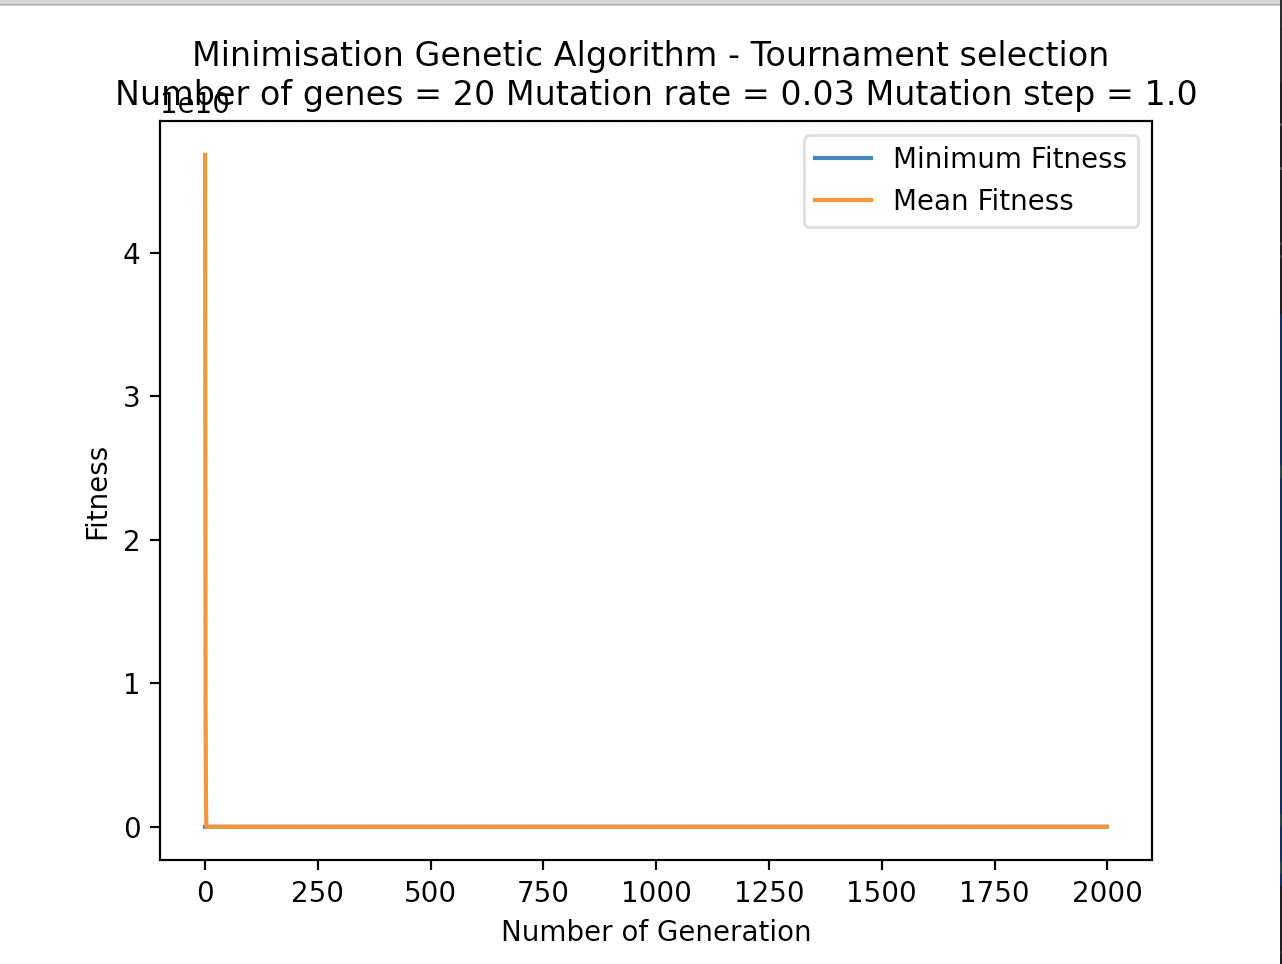 Minimisation Genetic Algorithm - Tournament selection
Number of genes = 20 Mutation rate = 0.03 Mutation step = 1.0
1e10
Minimum Fitness
Mean Fitness
4
3
2
1
0
Fitness
0 250 500 750 1000 1250 1500 1750 2000
Number of Generation